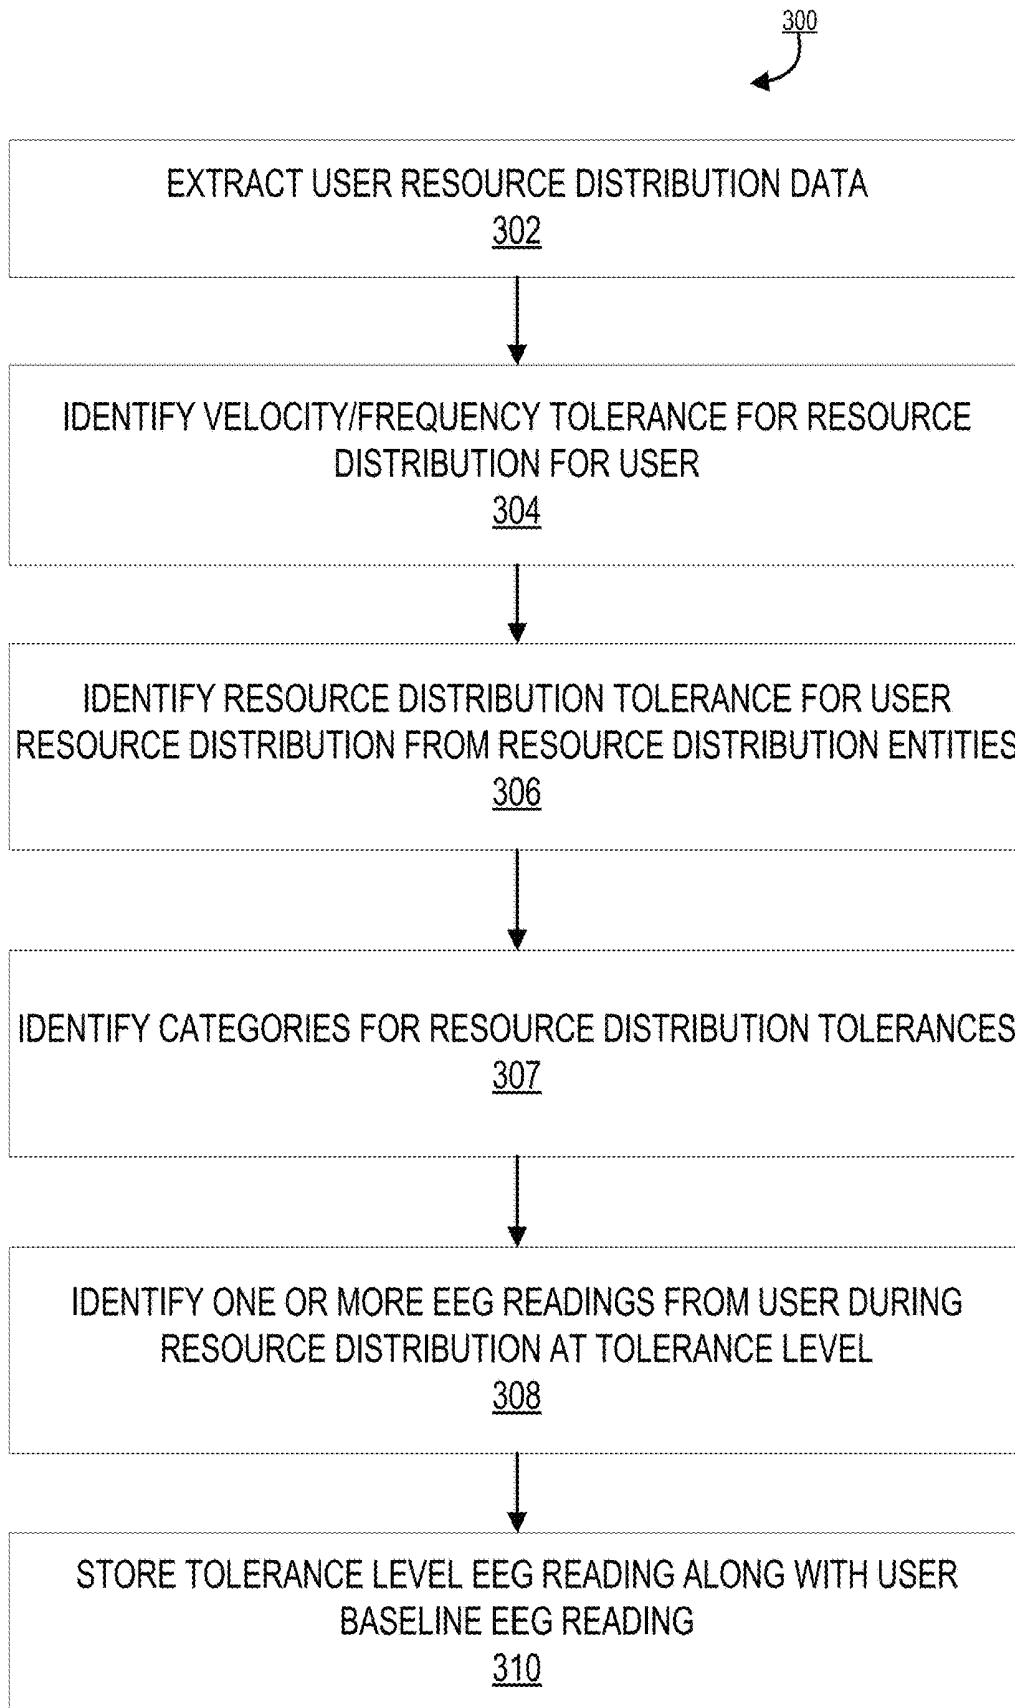 300
EXTRACT USER RESOURCE DISTRIBUTION DATA
302
IDENTIFY VELOCITY/FREQUENCY TOLERANCE FOR RESOURCE
DISTRIBUTION FOR USER
304
IDENTIFY RESOURCE DISTRIBUTION TOLERANCE FOR USER
RESOURCE DISTRIBUTION FROM RESOURCE DISTRIBUTION ENTITIES
306
IDENTIFY CATEGORIES FOR RESOURCE DISTRIBUTION TOLERANCES
307
IDENTIFY ONE OR MORE EEG READINGS FROM USER DURING
RESOURCE DISTRIBUTION AT TOLERANCE LEVEL
308
STORE TOLERANCE LEVEL EEG READING ALONG WITH USER
BASELINE EEG READING
310